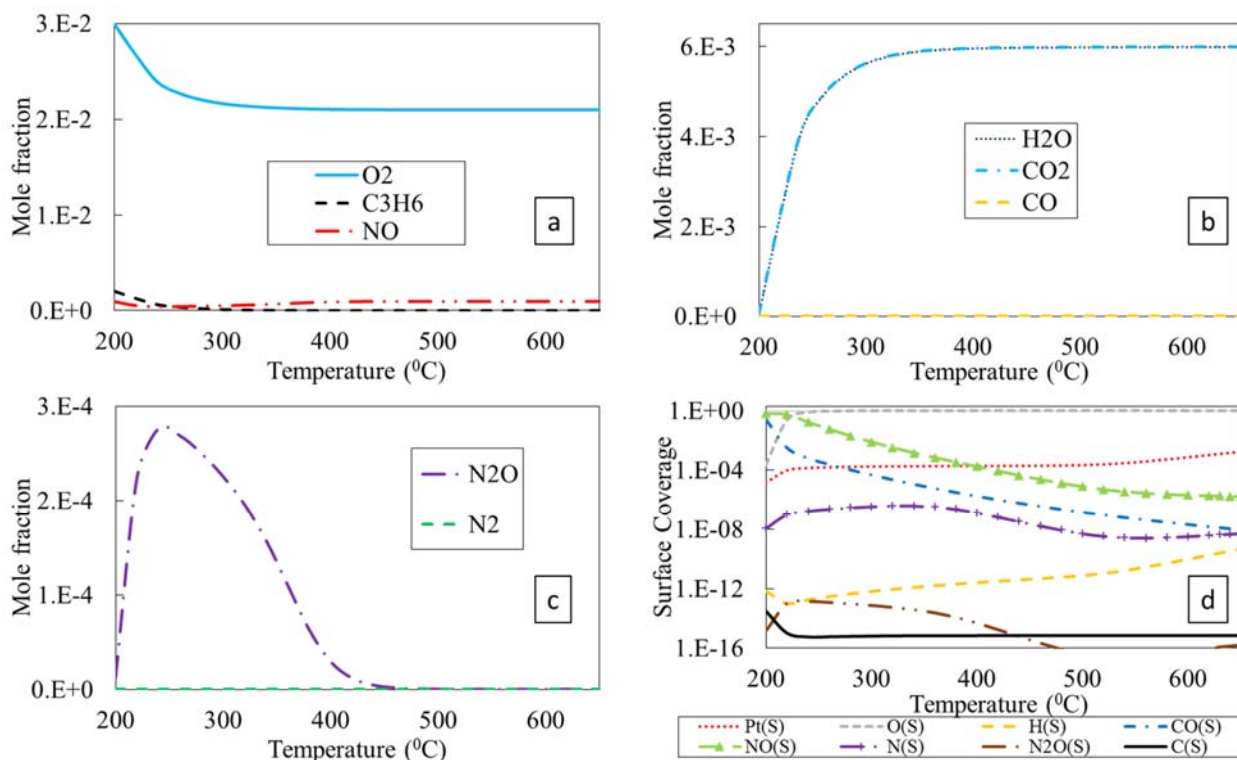 3.E-2
2.E-2
1.E-2
0.E+0
Mole fraction
O2
C3H6
NO
a
200 300 400 500 600
Temperature (⁰C)
6.E-3
4.E-3
2.E-3
0.E+0
Mole fraction
H2O
CO2
CO
b
200 300 400 500 600
Temperature (⁰C)
3.E-4
2.E-4
1.E-4
0.E+0
Mole fraction
N2O
N2
c
200 300 400 500 600
Temperature (⁰C)
1.E+00
1.E-04
1.E-08
1.E-12
1.E-16
Surface Coverage
d
200 300 400 500 600
Temperature (⁰C)
Pt(S) O(S) H(S) CO(S)
NO(S) N(S) N2O(S) C(S)